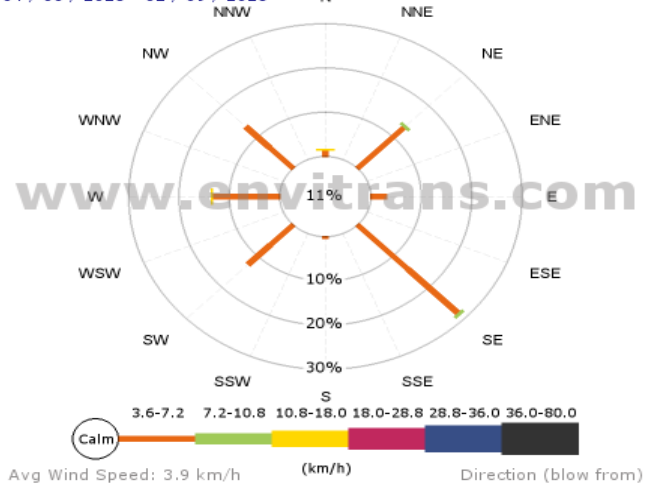 NNW
NNE
NW
NE
WNW
ENE
www.envitrans.com
W
11%
E
WSW
ESE
10%
SW
SE
20%
SSW
30%
SSE
S
3.6-7.2 7.2-10.8 10.8-18.0 18.0-28.8 28.8-36.0 36.0-80.0
Calm
Avg Wind Speed: 3.9 km/h
(km/h)
Direction (blow from)